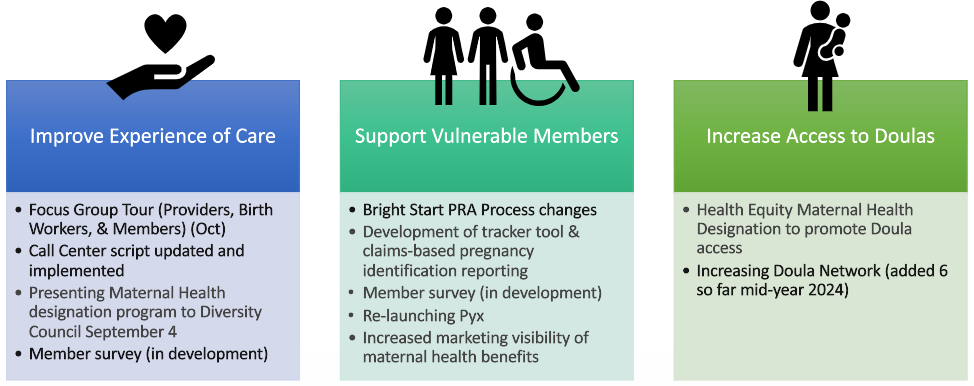 Improve Experience of Care
• Focus Group Tour (Providers, Birth
Workers, & Members) (Oct)
• Call Center script updated and
implemented
• Presenting Maternal Health
designation program to Diversity
Council September 4
• Member survey (in development)
Support Vulnerable Members
• Bright Start PRA Process changes
• Development of tracker tool &
claims-based pregnancy
identification reporting
• Member survey (in development)
• Re-launching Pyx
• Increased marketing visibility of
maternal health benefits
Increase Access to Doulas
• Health Equity Maternal Health
Designation to promote Doula
access
• Increasing Doula Network (added 6
so far mid-year 2024)